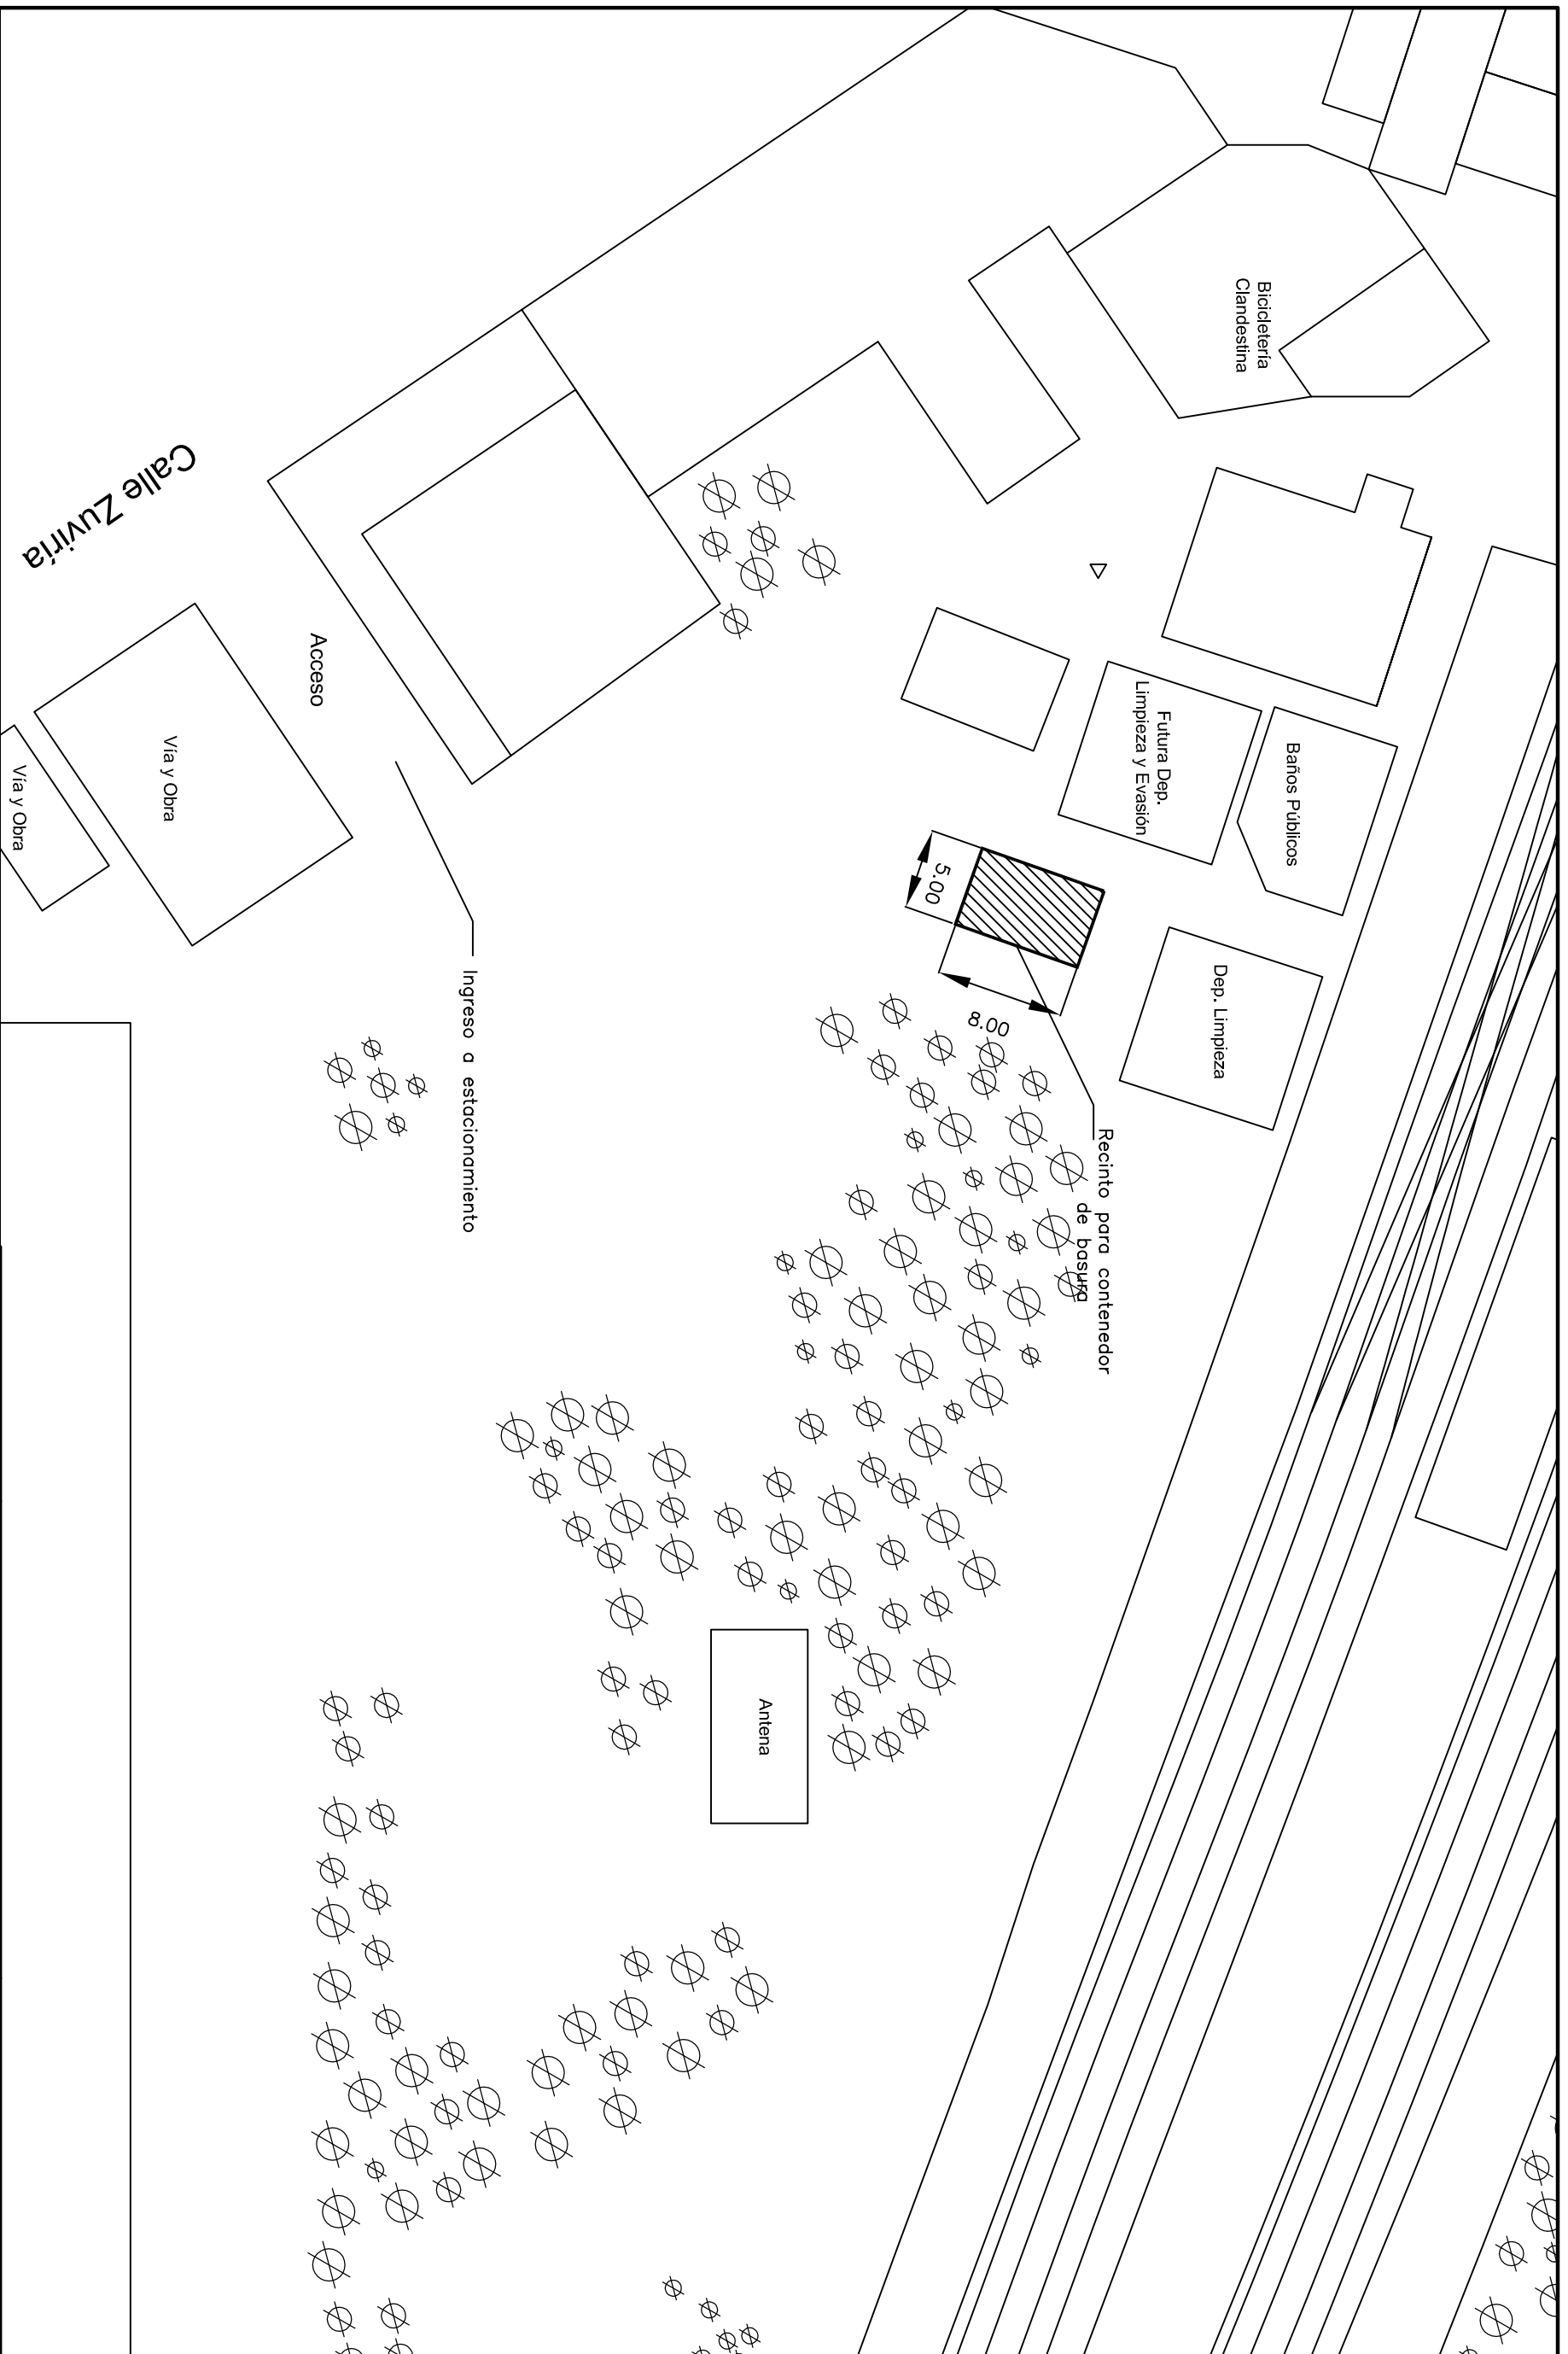 Bicicletería
Clandestina
Calle Zuviría
Acceso
Vía y Obra
Vía y Obra
Futura Dep.
Limpieza y Evasión
Baños Públicos
5.00
8.00
Dep. Limpieza
Ingreso a estacionamiento
Recinto para contenedor
de basura
Antena